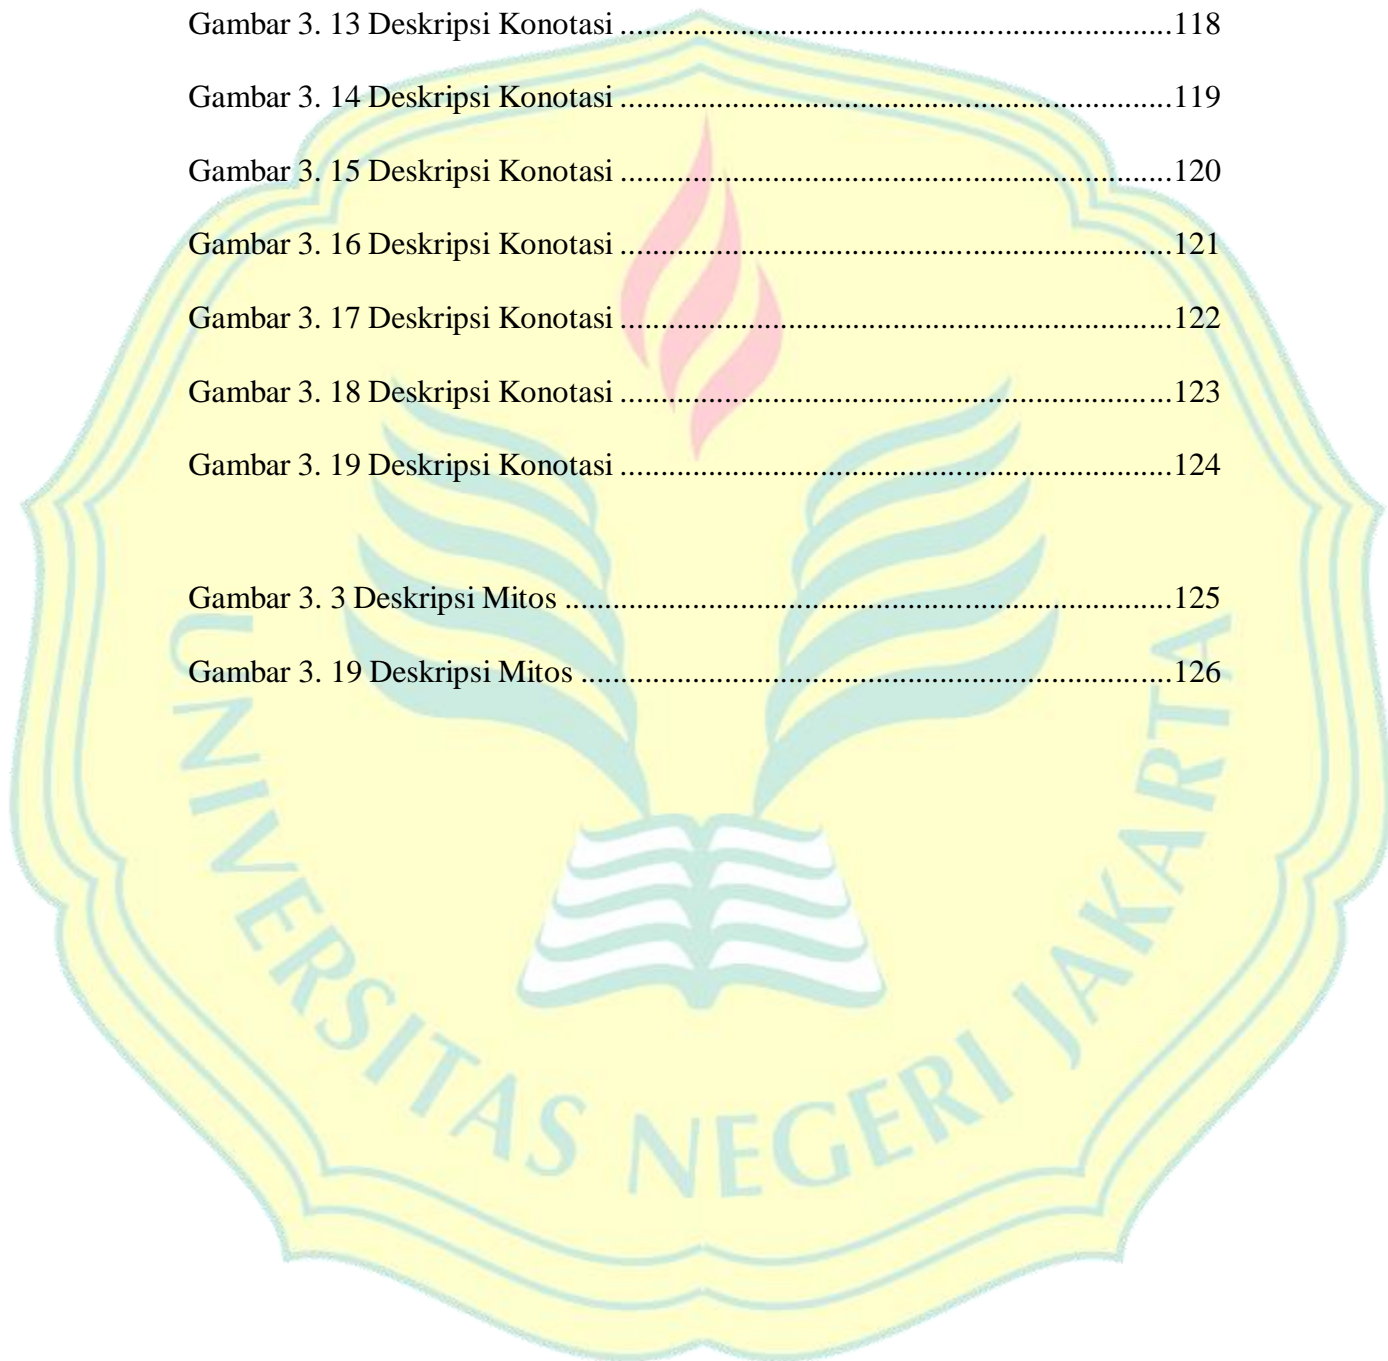 Gambar 3. 13 Deskripsi Konotasi ....................................................................118
Gambar 3. 14 Deskripsi Konotasi ....................................................................119
Gambar 3. 15 Deskripsi Konotasi ....................................................................120
Gambar 3. 16 Deskripsi Konotasi ....................................................................121
Gambar 3. 17 Deskripsi Konotasi ....................................................................122
Gambar 3. 18 Deskripsi Konotasi ....................................................................123
Gambar 3. 19 Deskripsi Konotasi ....................................................................124
Gambar 3. 3 Deskripsi Mitos ...........................................................................125
Gambar 3. 19 Deskripsi Mitos .........................................................................126
UNIVERSITAS NEGERI JAKARTA